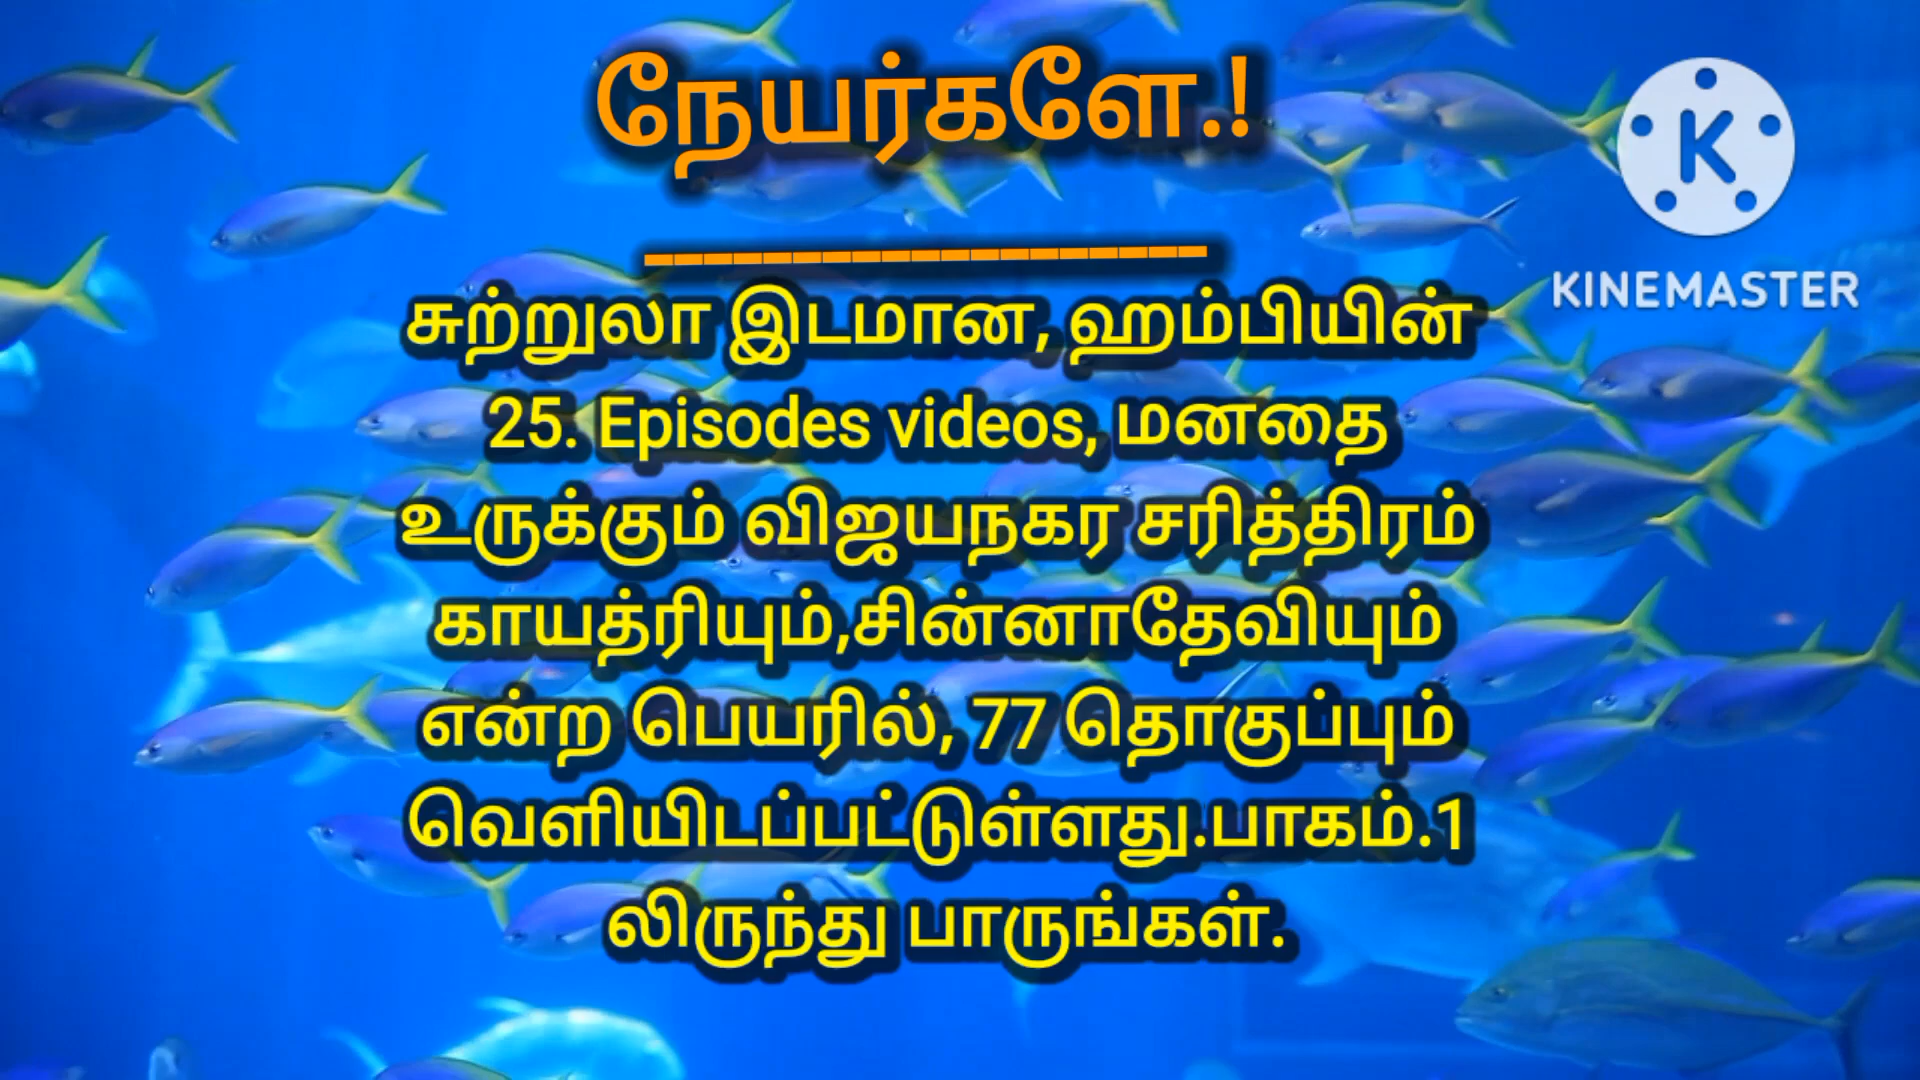 நேயர்களே.!
-------------------
சுற்றுலா இடமான, ஹம்பியின்
25. Episodes videos, மனதை
உருக்கும் விஜயநகர சரித்திரம்
காயத்ரியும்,சின்னாதேவியும்
என்ற பெயரில், 77 தொகுப்பும்
வெளியிடப்பட்டுள்ளது.பாகம்.1
லிருந்து பாருங்கள்.
K
KINEMASTER